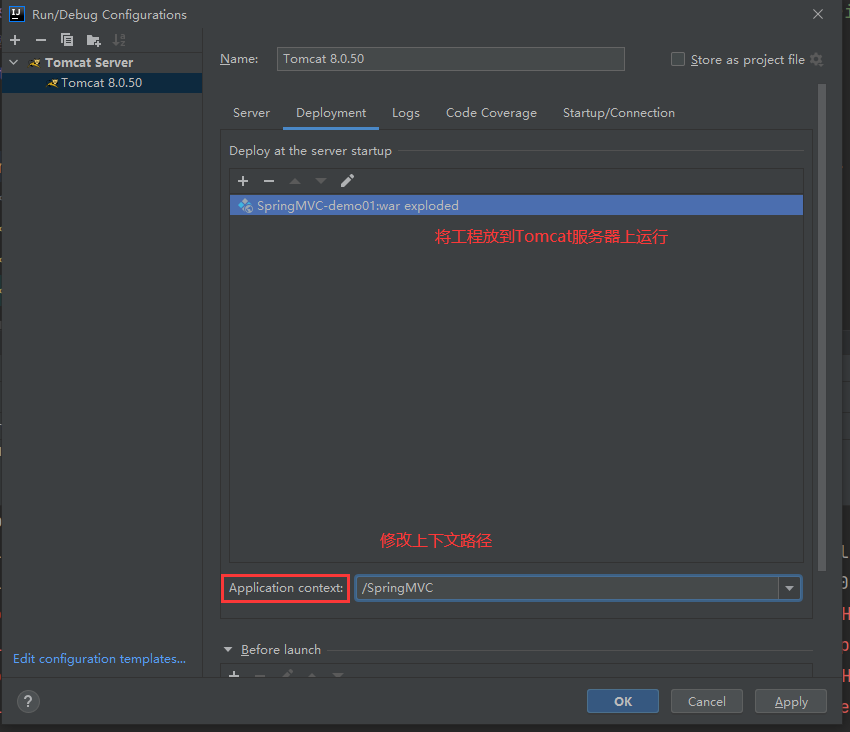 Run/Debug Configurations
Tomcat Server
Tomcat 8.0.50
Name: Tomcat 8.0.50 Store as project file
Server Deployment Logs Code Coverage Startup/Connection
Deploy at the server startup
SpringMVC-demo01:war exploded
将工程放到Tomcat服务器上运行
修改上下文路径
Application context: /SpringMVC
Before launch
Edit configuration templates...
? OK Cancel Apply